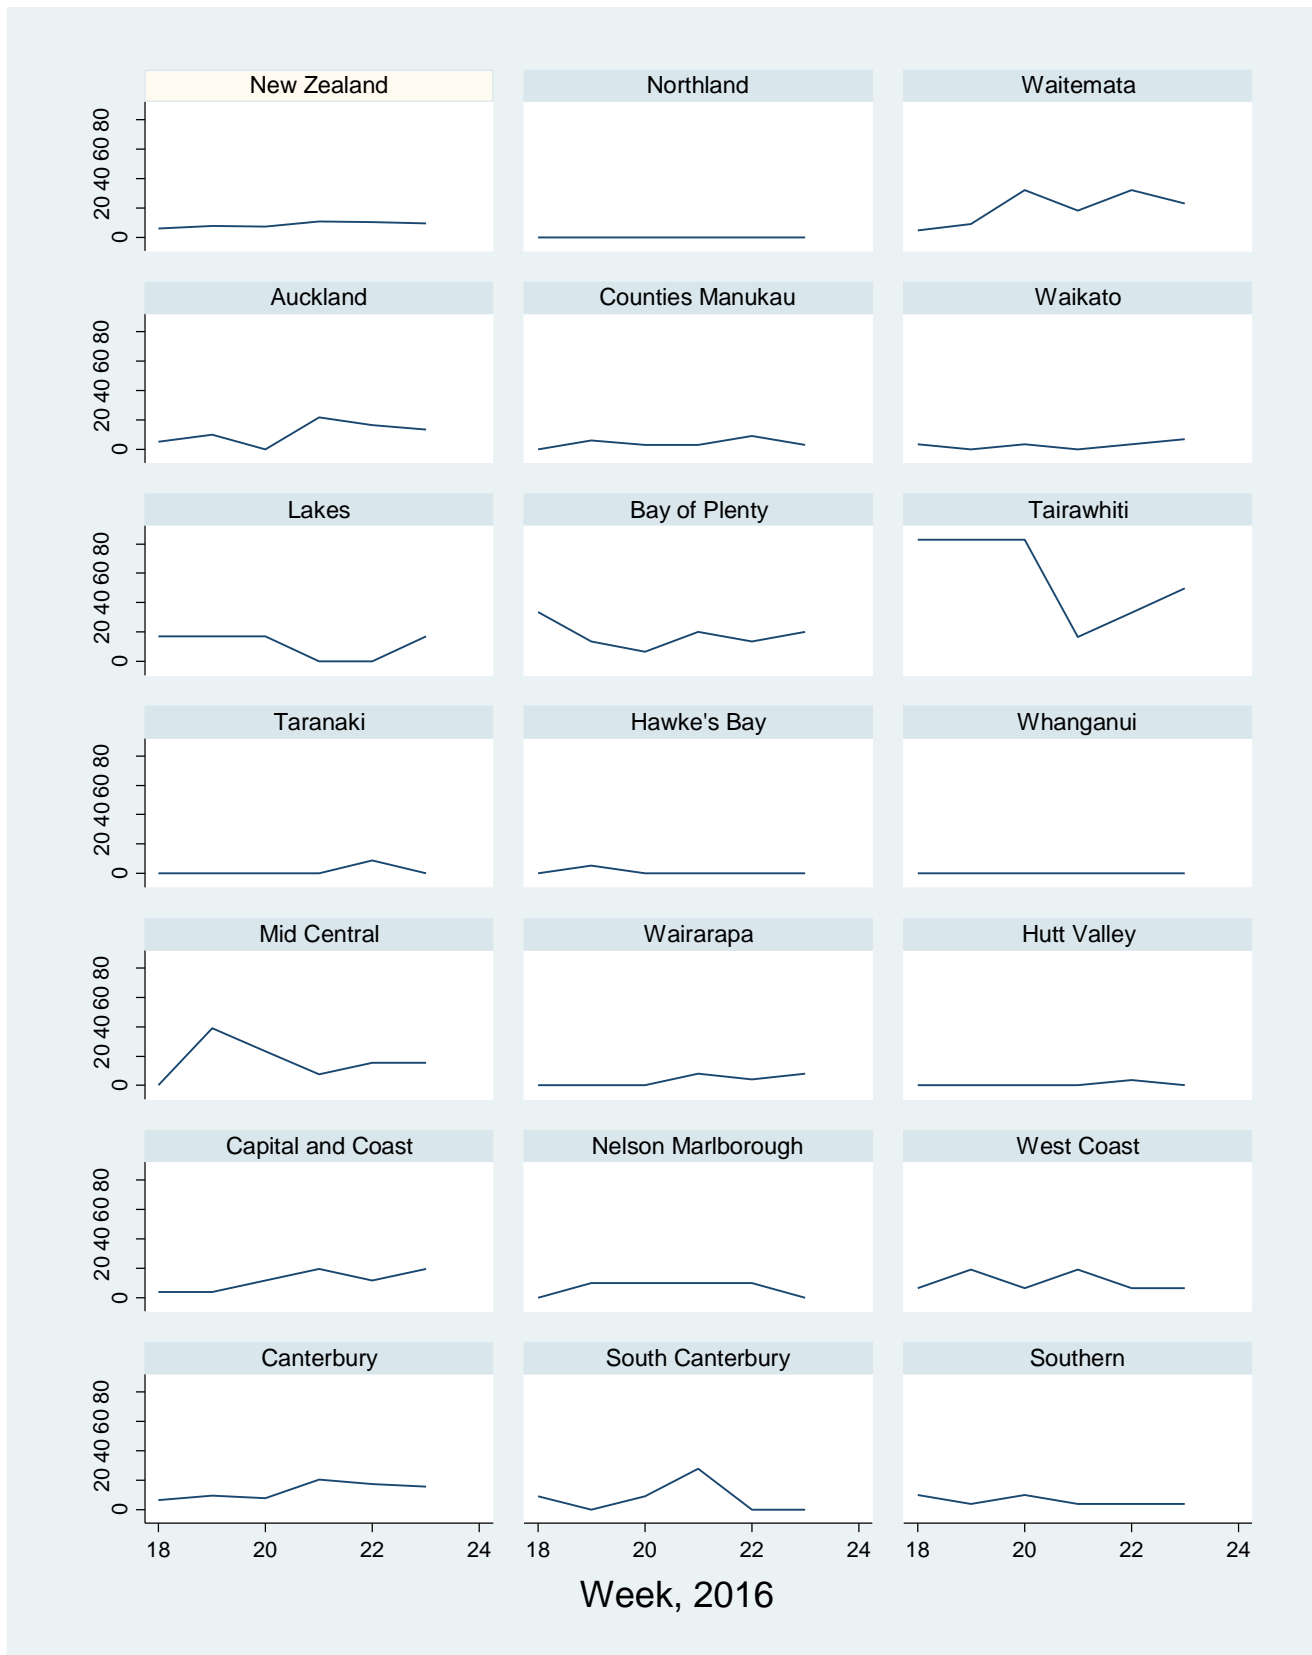 New Zealand Northland Waitemata
0 20 40 60 80
Auckland Counties Manukau Waikato
0 20 40 60 80
Lakes Bay of Plenty Tairawhiti
0 20 40 60 80
Taranaki Hawke's Bay Whanganui
0 20 40 60 80
Mid Central Wairarapa Hutt Valley
0 20 40 60 80
Capital and Coast Nelson Marlborough West Coast
0 20 40 60 80
Canterbury South Canterbury Southern
0 20 40 60 80
18 20 22 24 18 20 22 24 18 20 22 24
Week, 2016